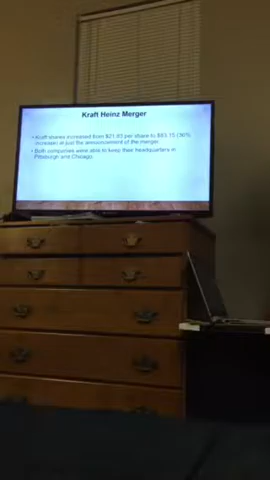 Kraft Heinz Merger
• Kraft shares increased from $21.93 per share to $83.15 (36%
increase) at just the announcement of the merger.
• Both companies were able to keep their headquarters in
Pittsburgh and Chicago.